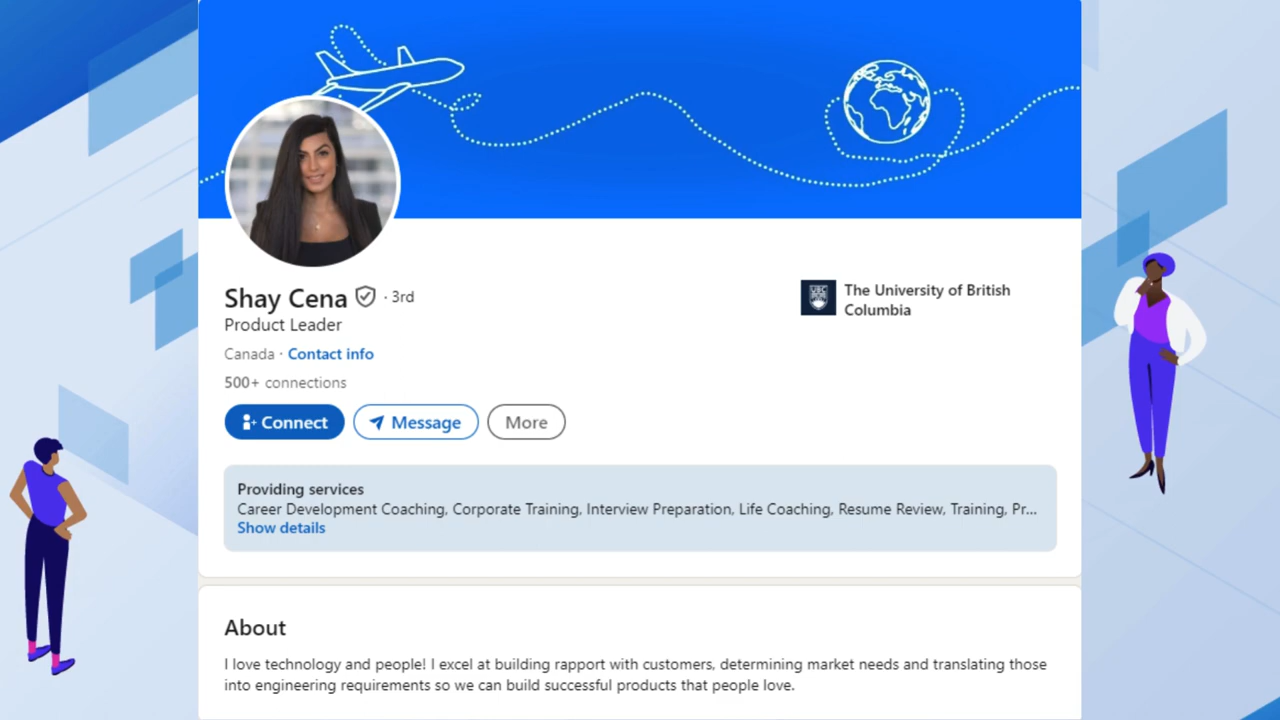 Shay Cena · 3rd
Product Leader
Canada · Contact info
500+ connections
Connect
Message
More
UBC
The University of British
Columbia
Providing services
Career Development Coaching, Corporate Training, Interview Preparation, Life Coaching, Resume Review, Training, Pr...
Show details
About
I love technology and people! I excel at building rapport with customers, determining market needs and translating those
into engineering requirements so we can build successful products that people love.